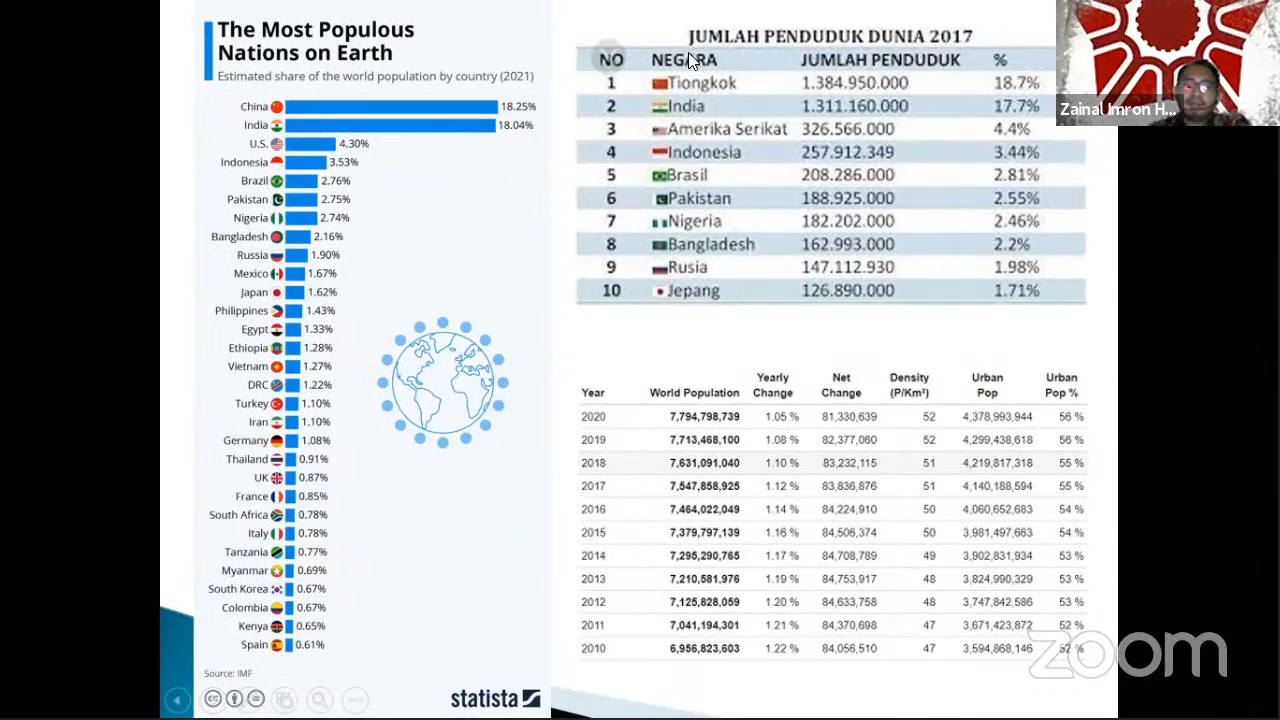 The Most Populous
Nations on Earth
Estimated share of the world population by country (2021)
China 18.25%
India 18.04%
U.S. 4.30%
Indonesia 3.53%
Brazil 2.76%
Pakistan 2.75%
Nigeria 2.74%
Bangladesh 2.16%
Russia 1.90%
Mexico 1.67%
Japan 1.62%
Philippines 1.43%
Egypt 1.33%
Ethiopia 1.28%
Vietnam 1.27%
DRC 1.22%
Turkey 1.10%
Iran 1.10%
Germany 1.08%
Thailand 0.91%
UK 0.87%
France 0.85%
South Africa 0.78%
Italy 0.78%
Tanzania 0.77%
Myanmar 0.69%
South Korea 0.67%
Colombia 0.67%
Kenya 0.65%
Spain 0.61%
Source: IMF
cc
statista
JUMLAH PENDUDUK DUNIA 2017
NO NEGARA JUMLAH PENDUDUK %
1 Tiongkok 1.384.950.000 18.7%
2 India 1.311.160.000 17.7%
3 Amerika Serikat 326.566.000 4.4%
4 Indonesia 257.912.349 3.44%
5 Brasil 208.286.000 2.81%
6 Pakistan 188.925.000 2.55%
7 Nigeria 182.202.000 2.46%
8 Bangladesh 162.993.000 2.2%
9 Rusia 147.112.930 1.98%
10 Jepang 126.890.000 1.71%
Year World Population Yearly Change Net Change Density (P/Km²) Urban Pop Urban Pop %
2020 7,794,798,739 1.05 % 81,330,639 52 4,378,993,944 56 %
2019 7,713,468,100 1.08 % 82,377,060 52 4,299,438,618 56 %
2018 7,631,091,040 1.10 % 83,232,115 51 4,219,817,318 55 %
2017 7,547,858,925 1.12 % 83,836,876 51 4,140,188,594 55 %
2016 7,464,022,049 1.14 % 84,224,910 50 4,060,652,683 54 %
2015 7,379,797,139 1.16 % 84,506,374 50 3,981,497,663 54 %
2014 7,295,290,765 1.17 % 84,708,789 49 3,902,831,934 53 %
2013 7,210,581,976 1.19 % 84,753,917 48 3,824,990,329 53 %
2012 7,125,828,059 1.20 % 84,633,758 48 3,747,842,586 53 %
2011 7,041,194,301 1.21 % 84,370,698 47 3,671,423,872 52 %
2010 6,956,823,603 1.22 % 84,056,510 47 3,594,868,146 52 %
Zainal Imron H...
zoom